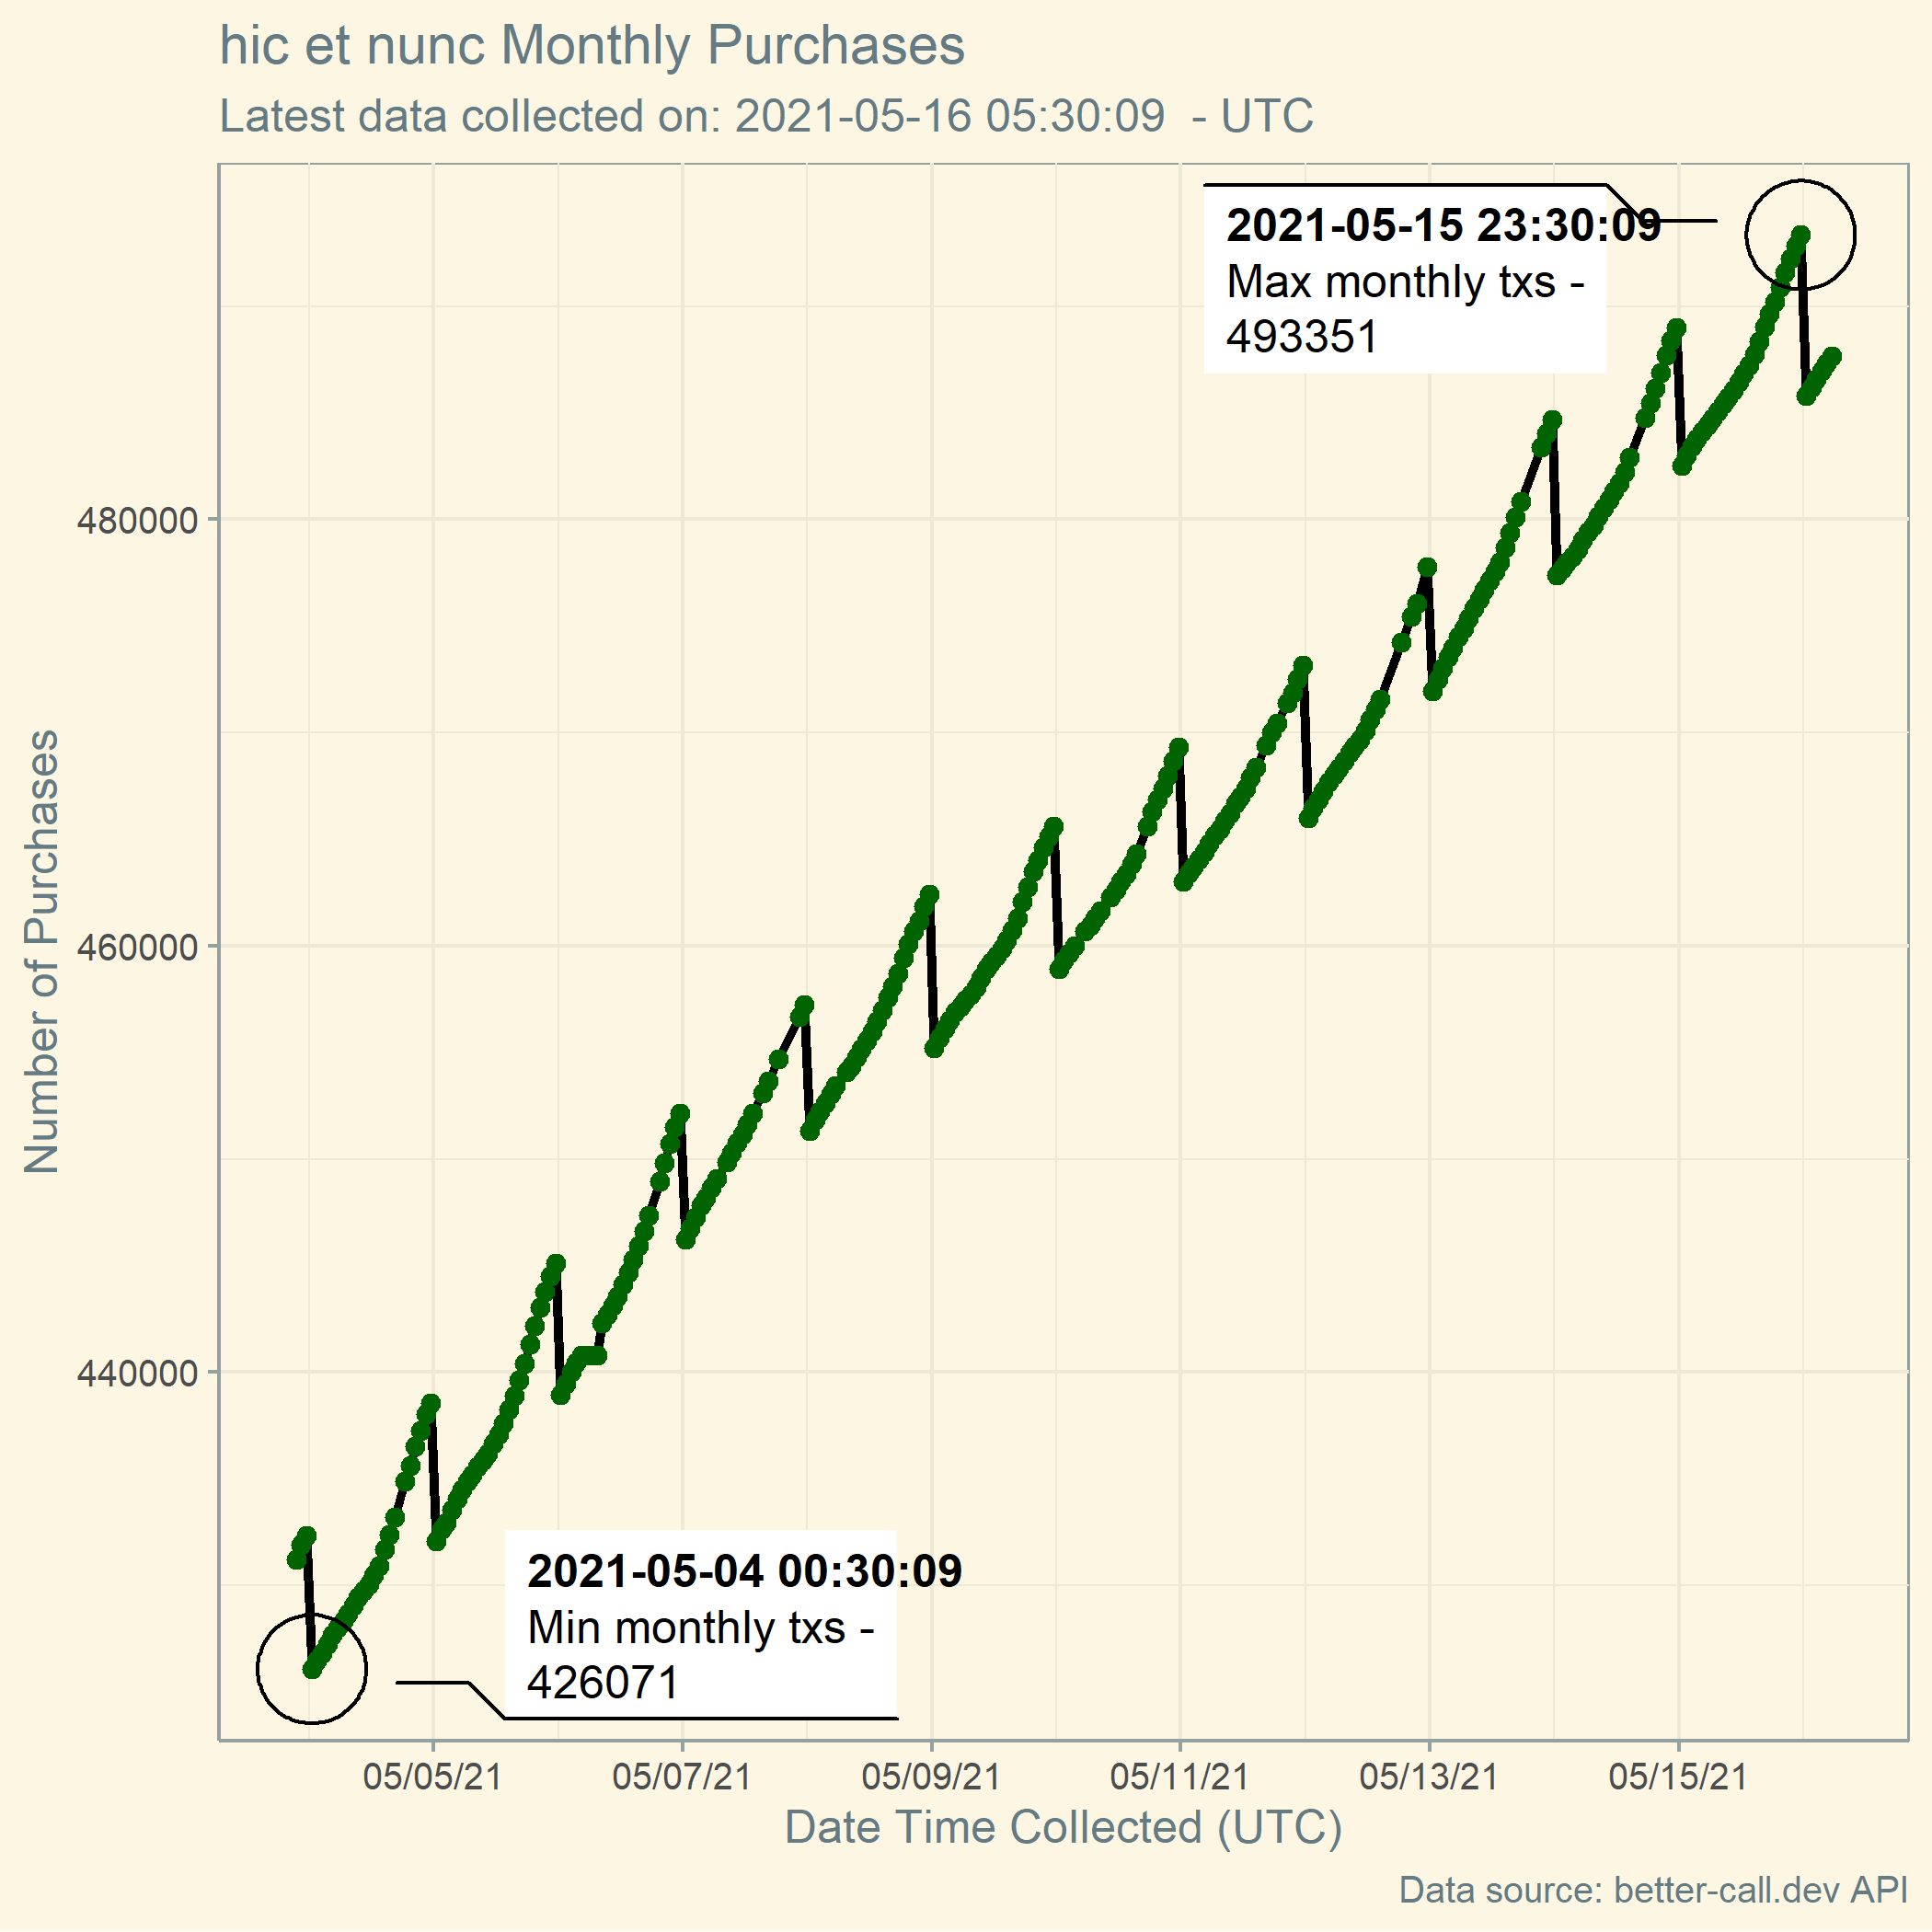 hic et nunc Monthly Purchases
Latest data collected on: 2021-05-16 05:30:09  - UTC
2021-05-15 23:30:09
Max monthly txs -
493351
480000
460000
440000
Number of Purchases
2021-05-04 00:30:09
Min monthly txs -
426071
05/05/21 05/07/21 05/09/21 05/11/21 05/13/21 05/15/21
Date Time Collected (UTC)
Data source: better-call.dev API